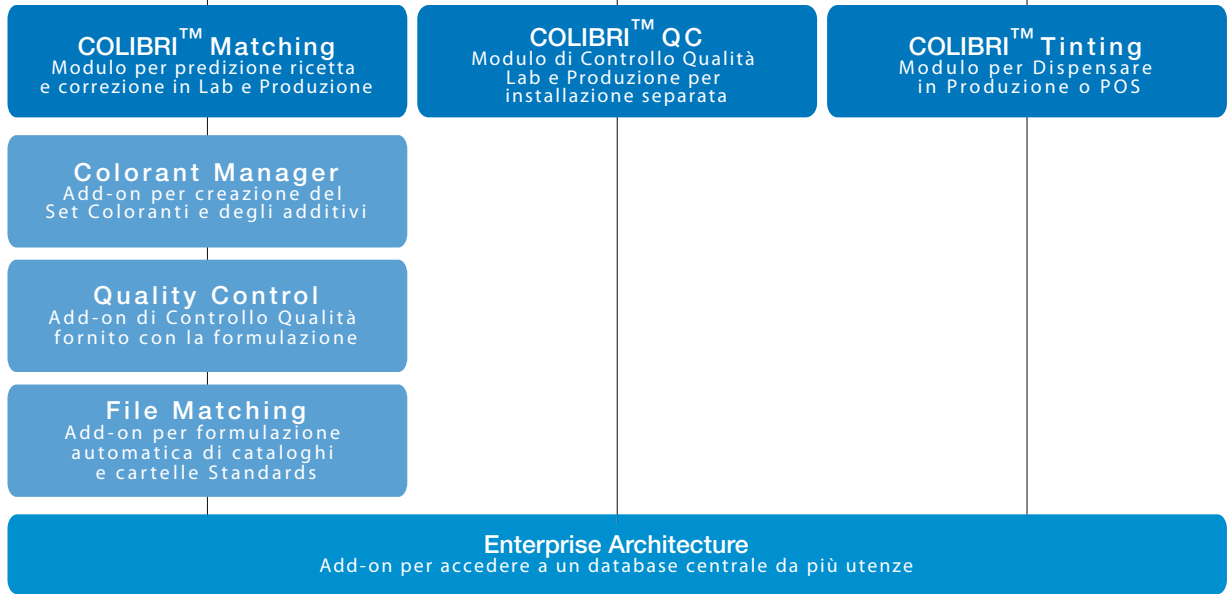 COLIBRI™ Matching
Modulo per predizione ricetta
e correzione in Lab e Produzione
COLIBRI™ QC
Modulo di Controllo Qualità
Lab e Produzione per
installazione separata
COLIBRI™ Tinting
Modulo per Dispensare
in Produzione o POS
Colorant Manager
Add-on per creazione del
Set Coloranti e degli additivi
Quality Control
Add-on di Controllo Qualità
fornito con la formulazione
File Matching
Add-on per formulazione
automatica di cataloghi
e cartelle Standards
Enterprise Architecture
Add-on per accedere a un database centrale da più utenze